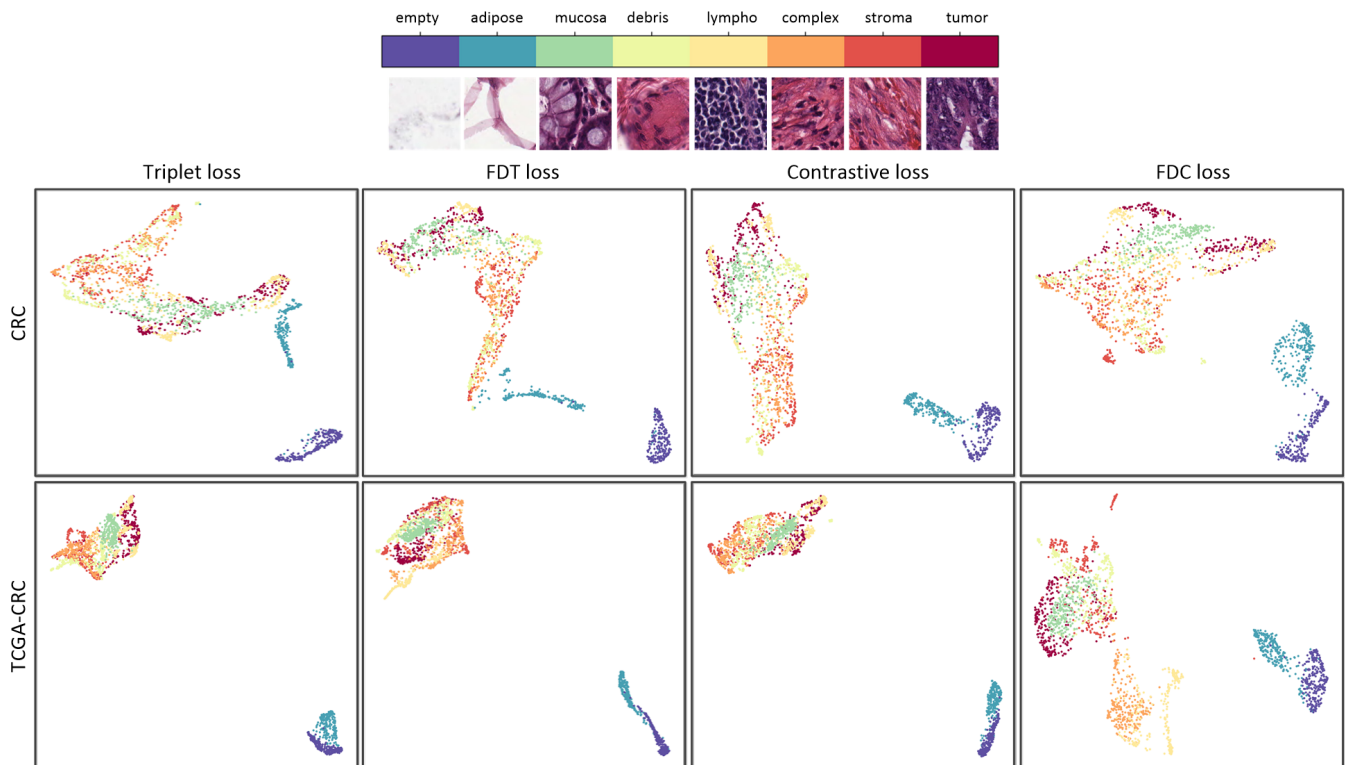 empty adipose mucosa debris lympho complex stroma tumor
Triplet loss FDT loss Contrastive loss FDC loss
CRC
TCGA-CRC